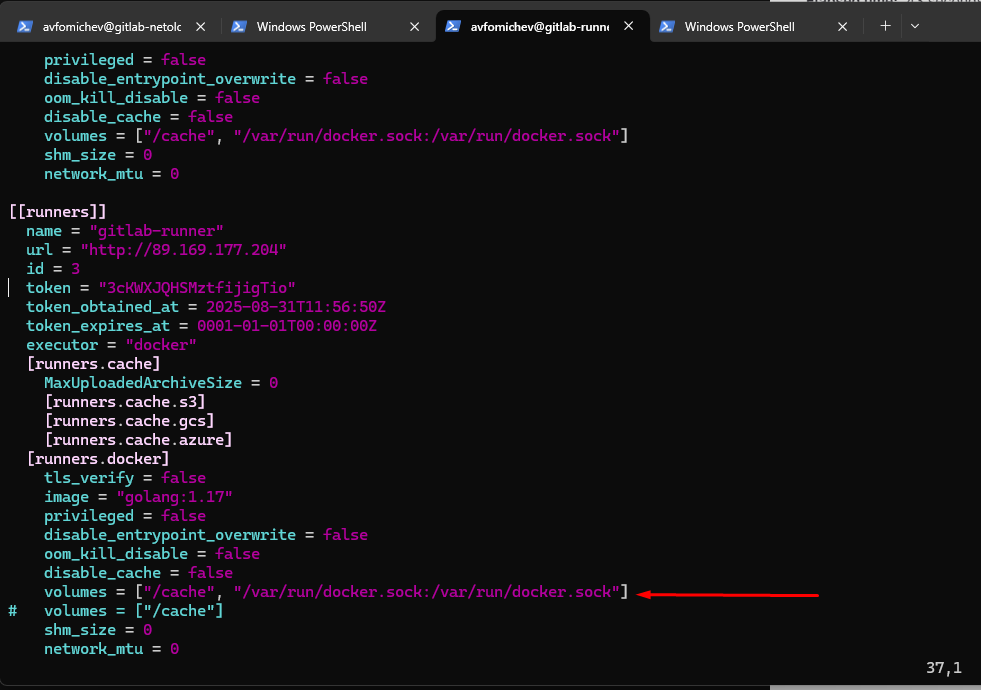 avfomichev@gitlab-netolo
Windows PowerShell
avfomichev@gitlab-runne
Windows PowerShell
privileged = false
disable_entrypoint_overwrite = false
oom_kill_disable = false
disable_cache = false
volumes = ["/cache", "/var/run/docker.sock:/var/run/docker.sock"]
shm_size = 0
network_mtu = 0
[[runners]]
name = "gitlab-runner"
url = "http://89.169.177.204"
id = 3
token = "3cKWXJQHSMztfijigTio"
token_obtained_at = 2025-08-31T11:56:50Z
token_expires_at = 0001-01-01T00:00:00Z
executor = "docker"
[runners.cache]
MaxUploadedArchiveSize = 0
[runners.cache.s3]
[runners.cache.gcs]
[runners.cache.azure]
[runners.docker]
tls_verify = false
image = "golang:1.17"
privileged = false
disable_entrypoint_overwrite = false
oom_kill_disable = false
disable_cache = false
volumes = ["/cache", "/var/run/docker.sock:/var/run/docker.sock"]
# volumes = ["/cache"]
shm_size = 0
network_mtu = 0
37,1